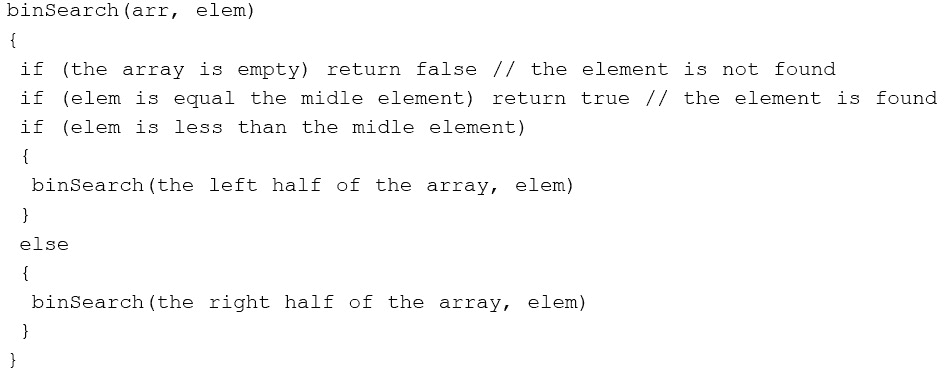 binSearch(arr, elem)
{
if (the array is empty) return false // the element is not found
if (elem is equal the midle element) return true // the element is found
if (elem is less than the midle element)
{
binSearch(the left half of the array, elem)
}
else
{
binSearch(the right half of the array, elem)
}
}